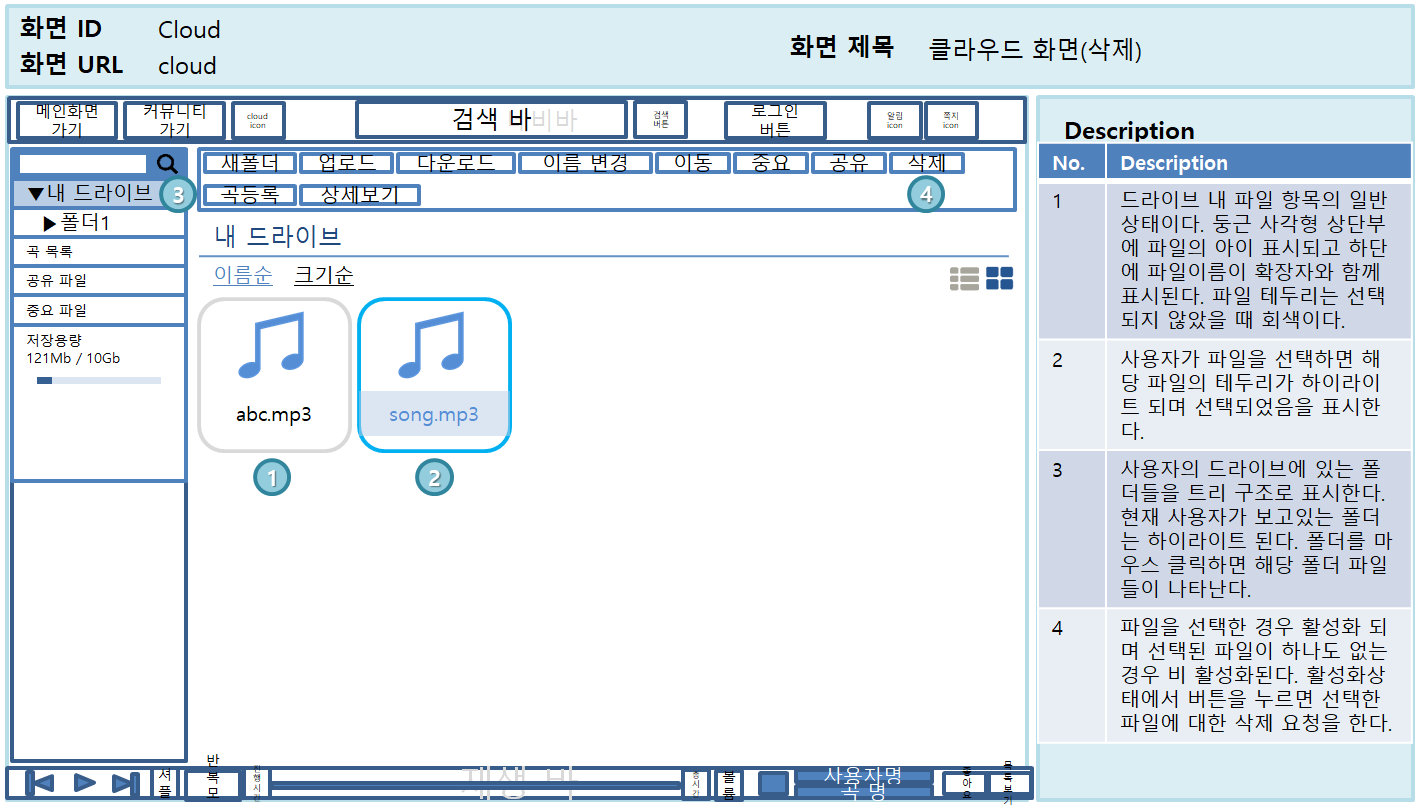 화면 ID
Cloud
화면 URL
cloud
화면 제목
클라우드 화면(삭제)
메인화면
가기
커뮤니티
가기
cloud
icon
검색 바비바
검색
버튼
로그인
버튼
알림
icon
쪽지
icon
▼내 드라이브
▶폴더1
곡 목록
공유 파일
중요 파일
저장용량
121Mb / 10Gb
새폴더 업로드 다운로드 이름 변경 이동 중요 공유 삭제
곡등록 상세보기
3
4
내 드라이브
이름순 크기순
abc.mp3
song.mp3
1
2
셔
플
반
복
모
진
행
시
간
재생 바
총
시
간
볼
륨
사용자명
곡 명
좋
아
요
목
록
보
기
Description
No. Description
1
드라이브 내 파일 항목의 일반
상태이다. 둥근 사각형 상단부
에 파일의 아이 표시되고 하단
에 파일이름이 확장자와 함께
표시된다. 파일 테두리는 선택
되지 않았을 때 회색이다.
2
사용자가 파일을 선택하면 해
당 파일의 테두리가 하이라이
트 되며 선택되었음을 표시한
다.
3
사용자의 드라이브에 있는 폴
더들을 트리 구조로 표시한다.
현재 사용자가 보고있는 폴더
는 하이라이트 된다. 폴더를 마
우스 클릭하면 해당 폴더 파일
들이 나타난다.
4
파일을 선택한 경우 활성화 되
며 선택된 파일이 하나도 없는
경우 비 활성화된다. 활성화상
태에서 버튼을 누르면 선택한
파일에 대한 삭제 요청을 한다.